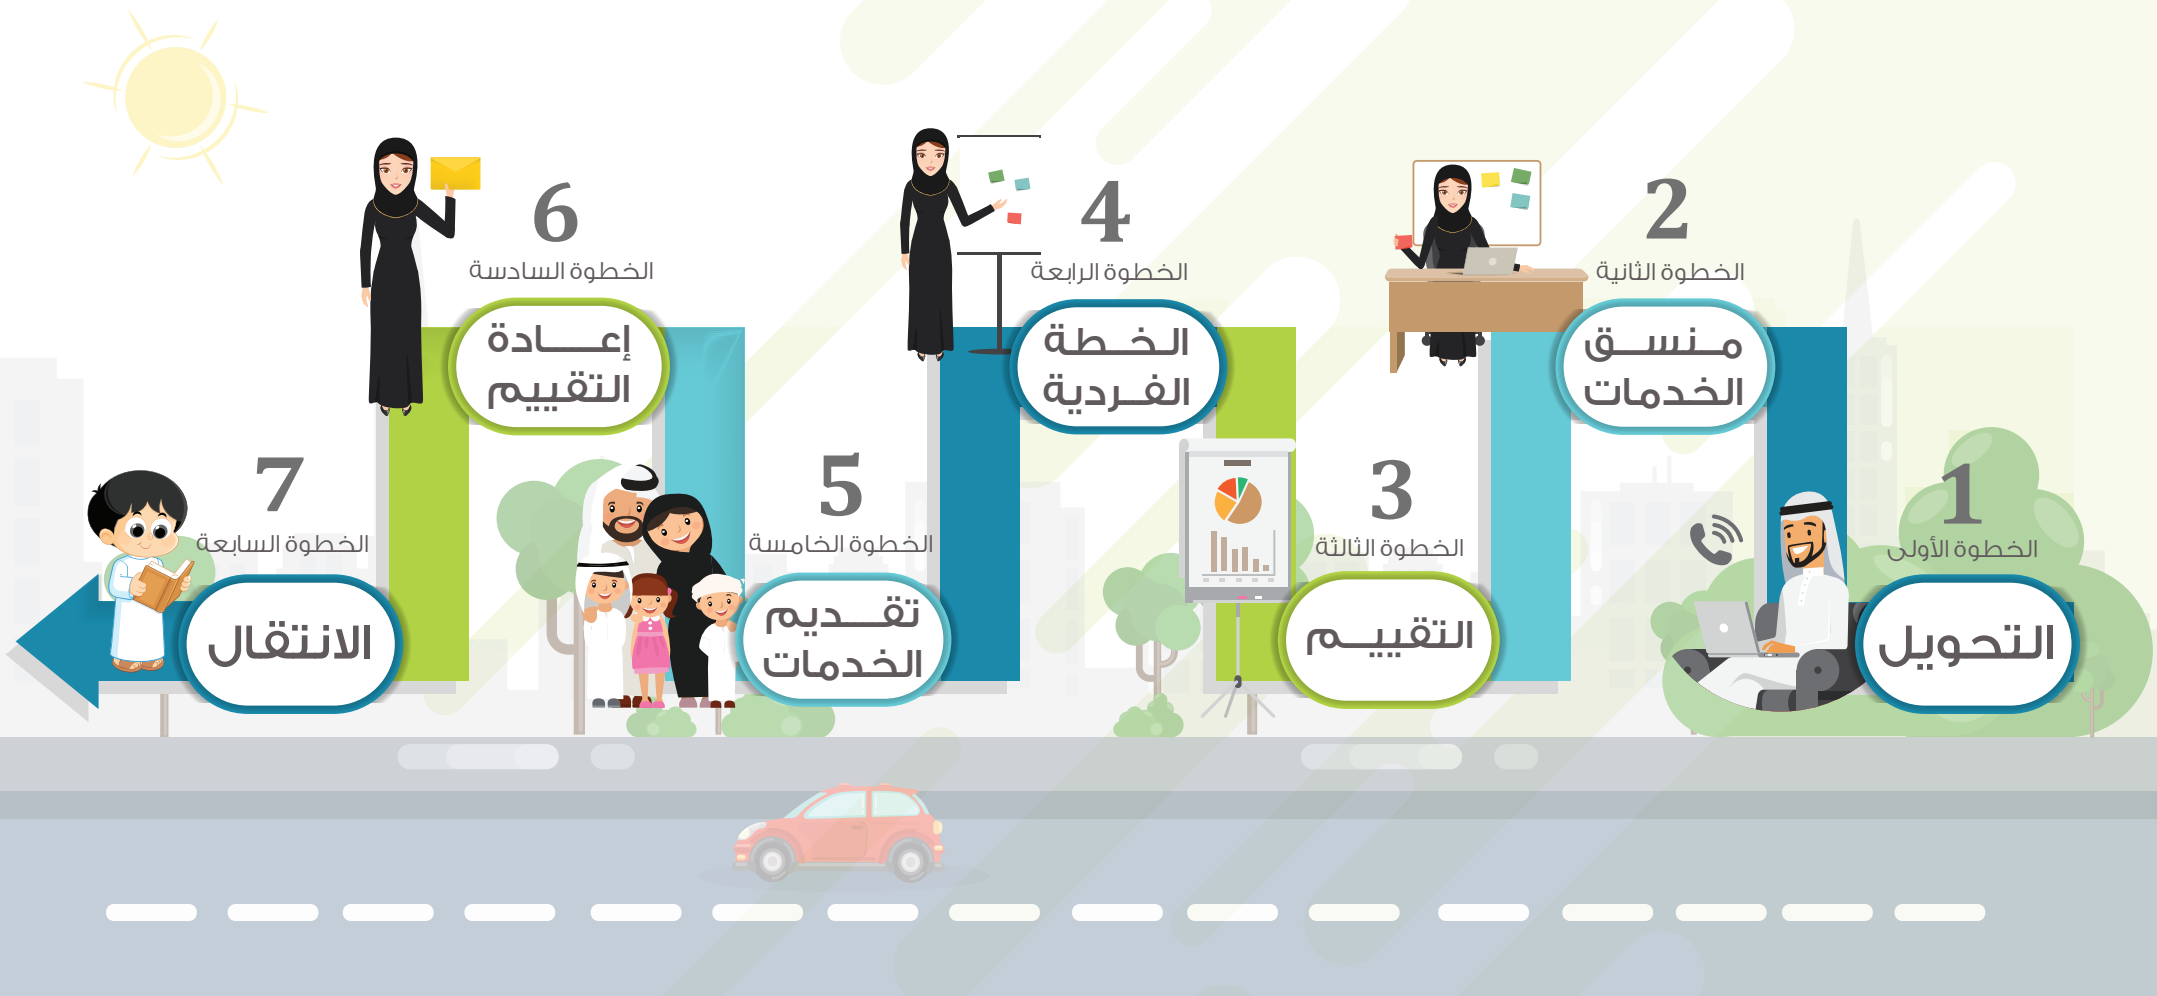 1
الخطوة الأولى
التحويل
2
الخطوة الثانية
منسق
الخدمات
3
الخطوة الثالثة
التقييم
4
الخطوة الرابعة
الخطة
الفردية
5
الخطوة الخامسة
تقديم
الخدمات
6
الخطوة السادسة
إعادة
التقييم
7
الخطوة السابعة
الانتقال